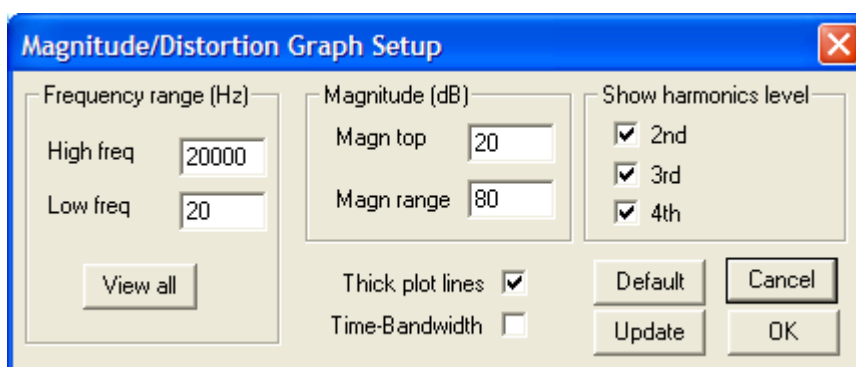 Magnitude/Distortion Graph Setup
Frequency range (Hz)
High freq 20000
Low freq 20
View all
Magnitude (dB)
Magn top 20
Magn range 80
Show harmonics level
2nd
3rd
4th
Thick plot lines
Time-Bandwidth
Default
Cancel
Update
OK